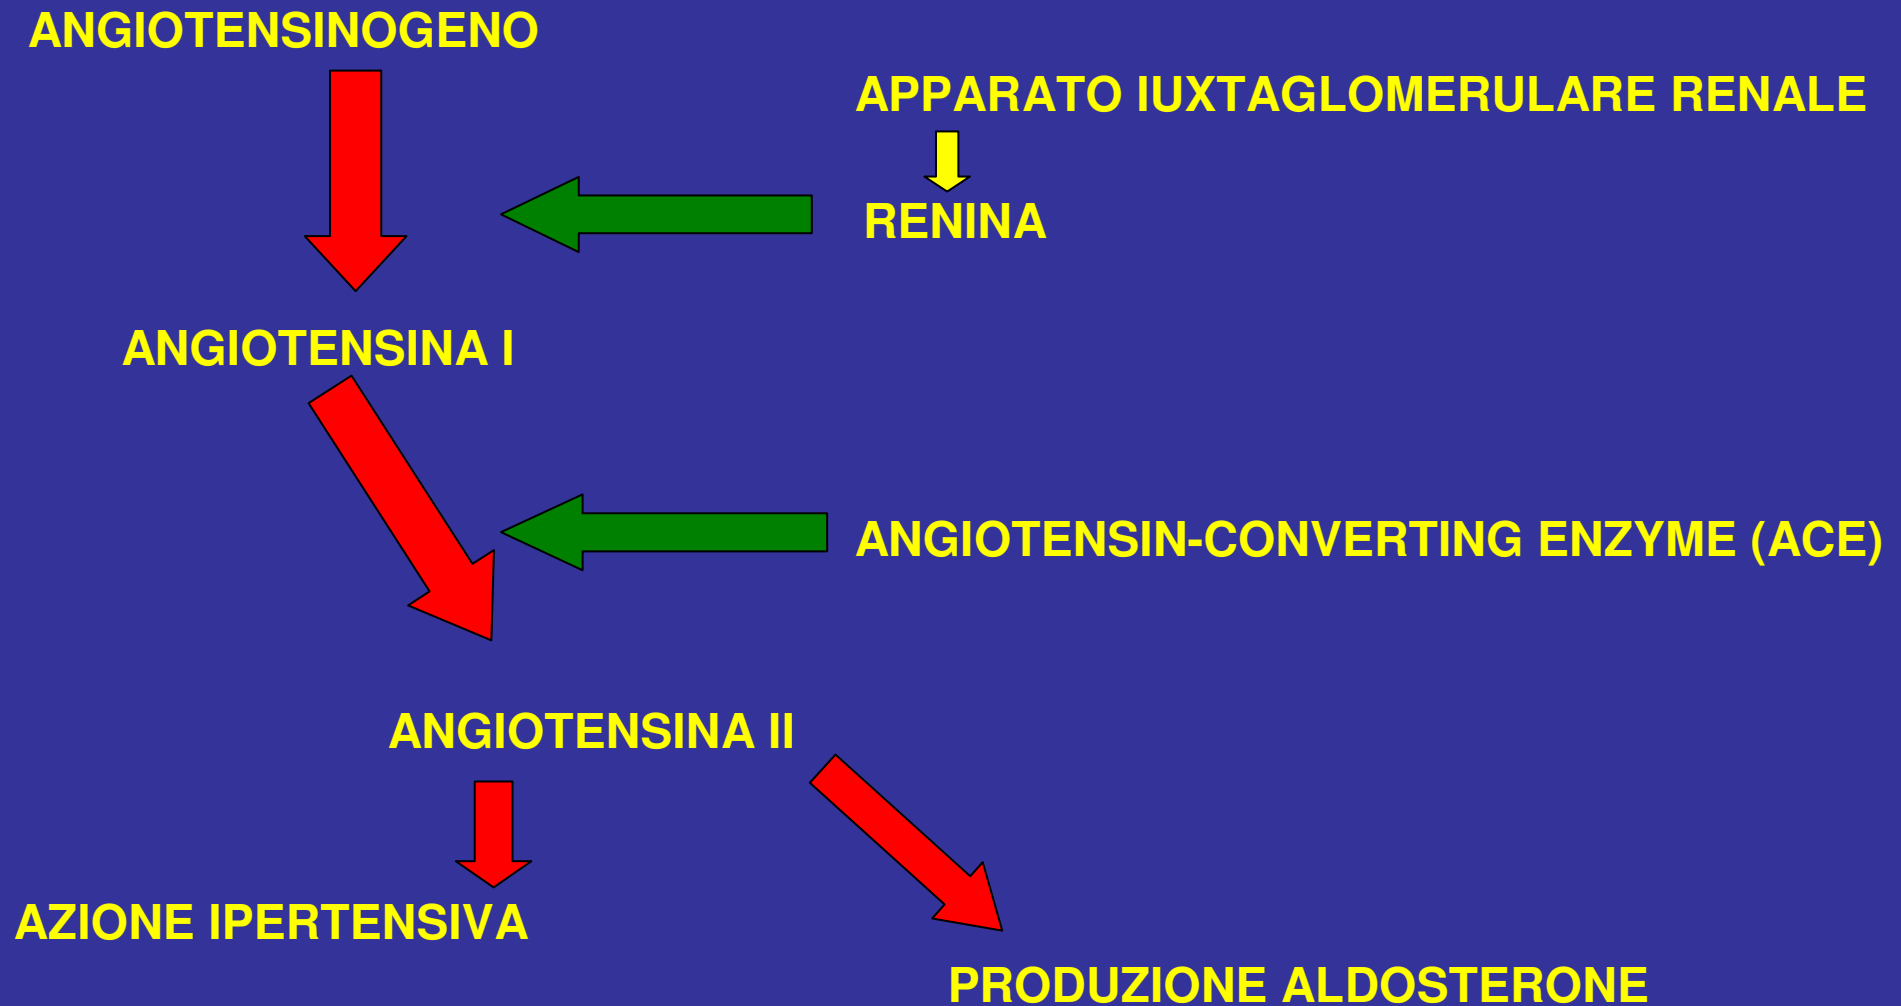 ANGIOTENSINOGENO
APPARATO IUXTAGLOMERULARE RENALE
RENINA
ANGIOTENSINA I
ANGIOTENSIN-CONVERTING ENZYME (ACE)
ANGIOTENSINA II
AZIONE IPERTENSIVA
PRODUZIONE ALDOSTERONE